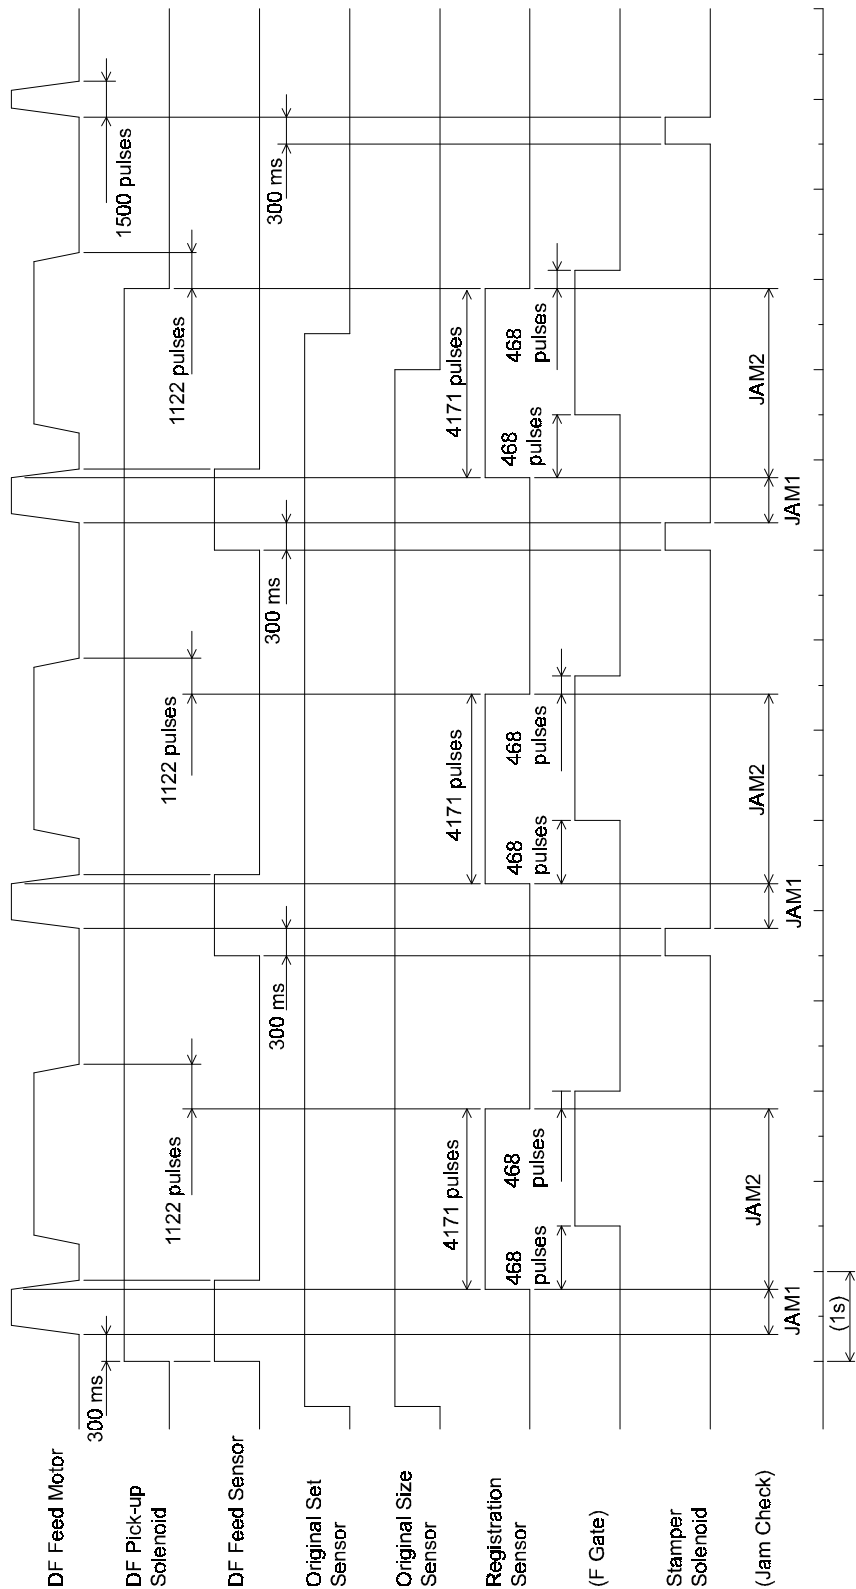 DF Feed Motor
300 ms
1500 pulses
DF Pick-up
Solenoid
1122 pulses
1122 pulses
1122 pulses
DF Feed Sensor
300 ms
300 ms
300 ms
Original Set
Sensor
Original Size
Sensor
4171 pulses
4171 pulses
4171 pulses
Registration
Sensor
468
pulses
468
pulses
468
pulses
468
pulses
468
pulses
468
pulses
(F Gate)
Stamper
Solenoid
(Jam Check)
JAM1
JAM2
JAM1
JAM2
JAM1
JAM2
(1s)